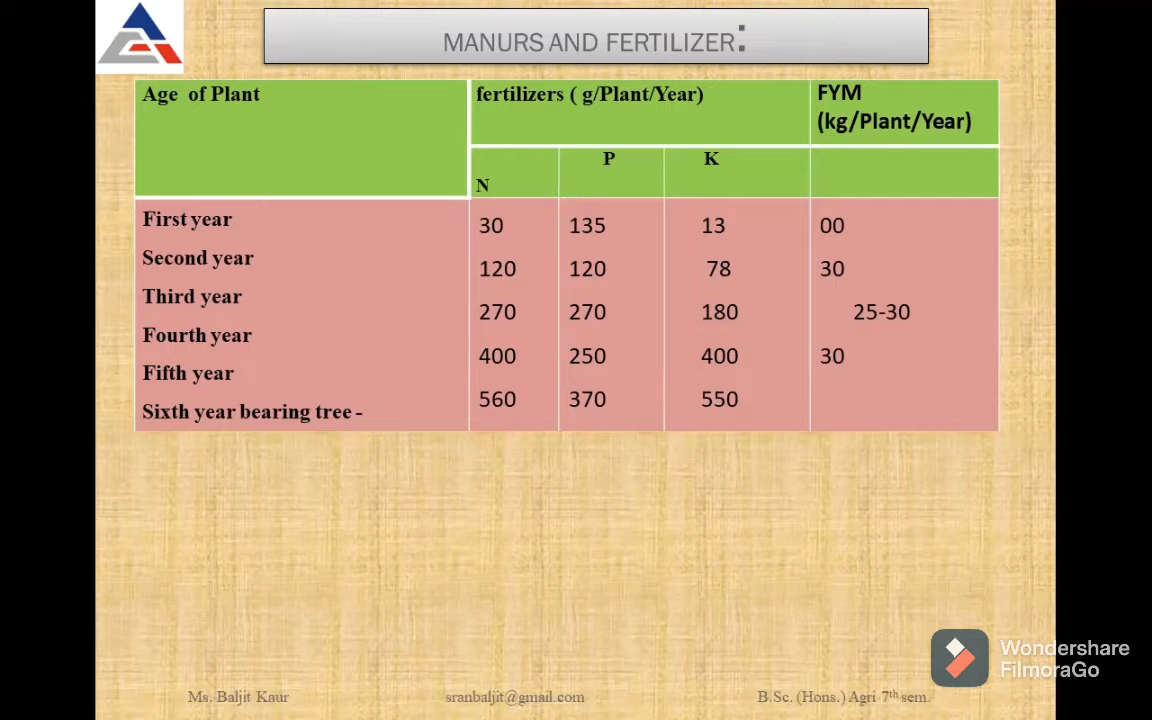 MANURS AND FERTILIZER:
Age of Plant fertilizers ( g/Plant/Year) FYM
(kg/Plant/Year)
P K
N
First year 30 135 13 00
Second year 120 120 78 30
Third year 270 270 180 25-30
Fourth year 400 250 400 30
Fifth year 560 370 550
Sixth year bearing tree -
Wondershare
FilmoraGo
Ms. Baljit Kaur sranbaljit@gmail.com B.Sc. (Hons.) Agri 7th sem.